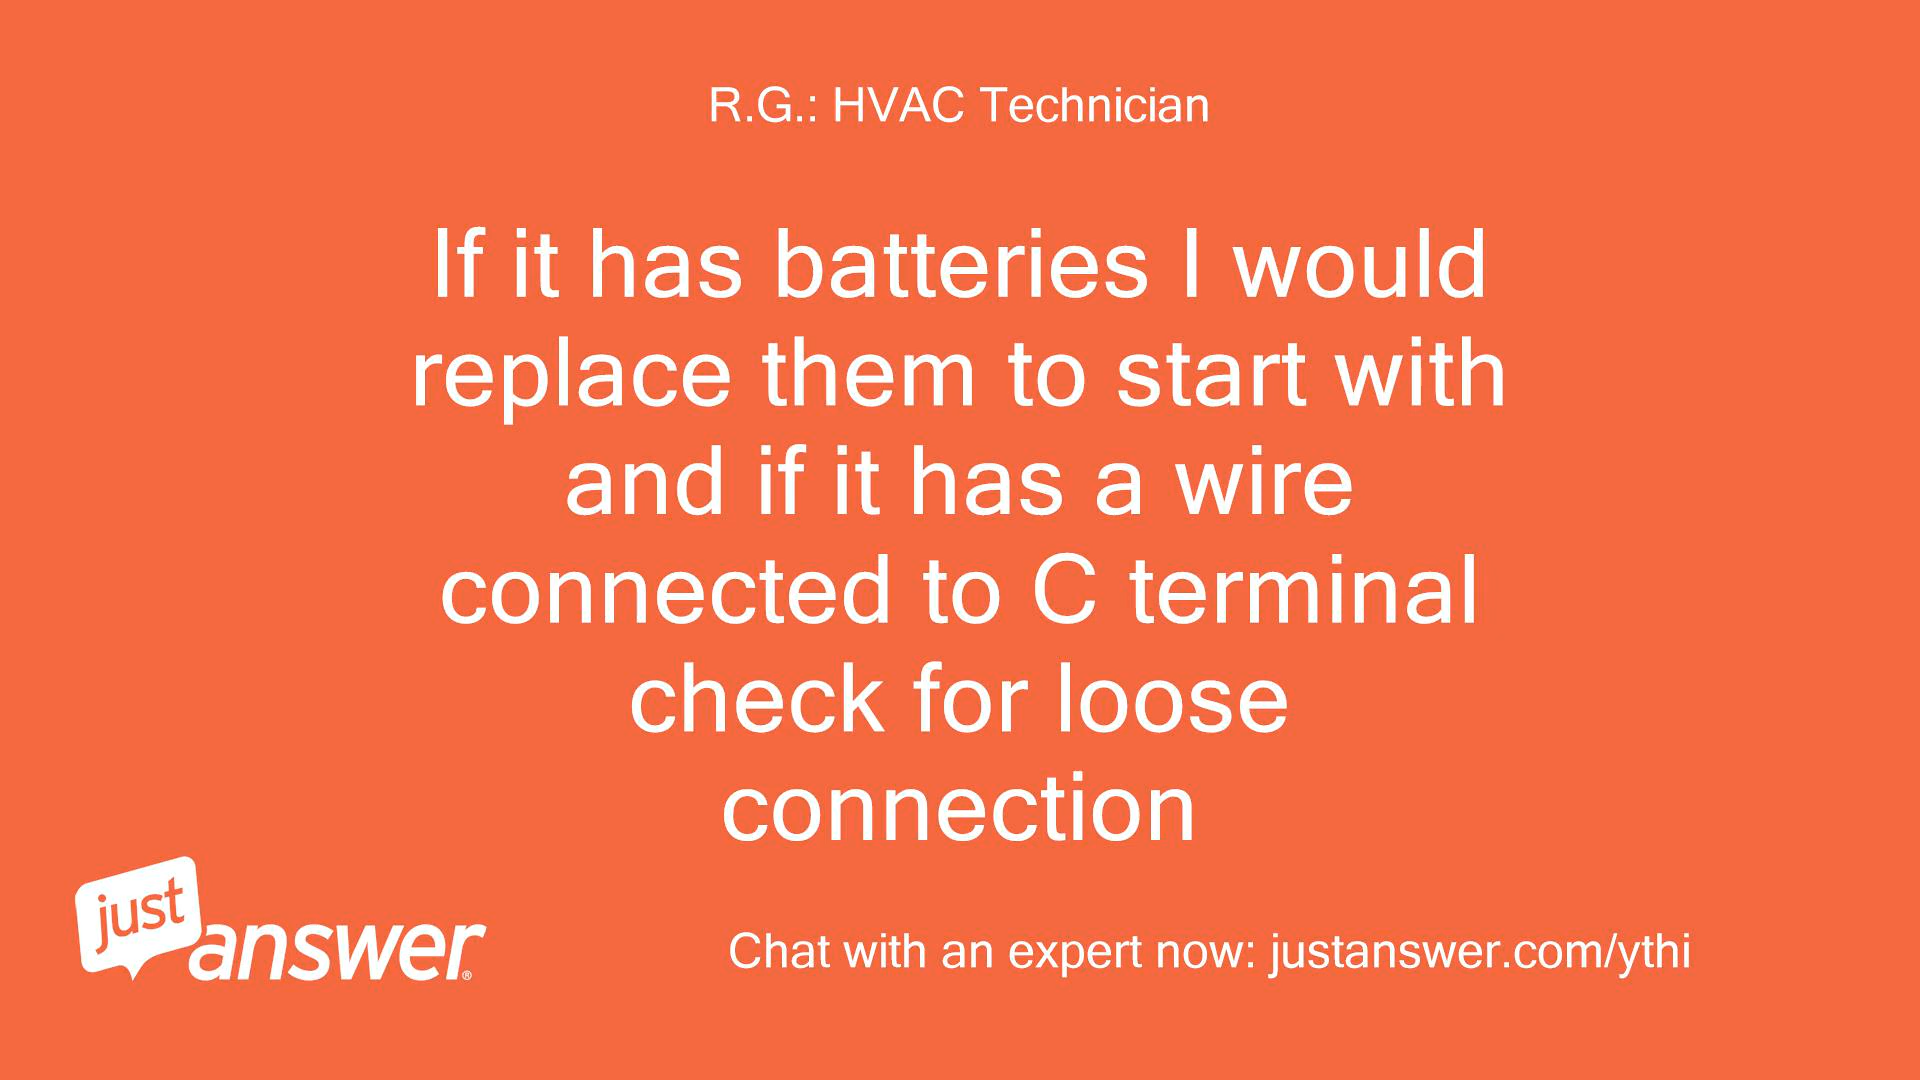 R.G.: HVAC Technician
If it has batteries I would
replace them to start with
and if it has a wire
connected to C terminal
check for loose
connection
just
answer®
Chat with an expert now: justanswer.com/ythi